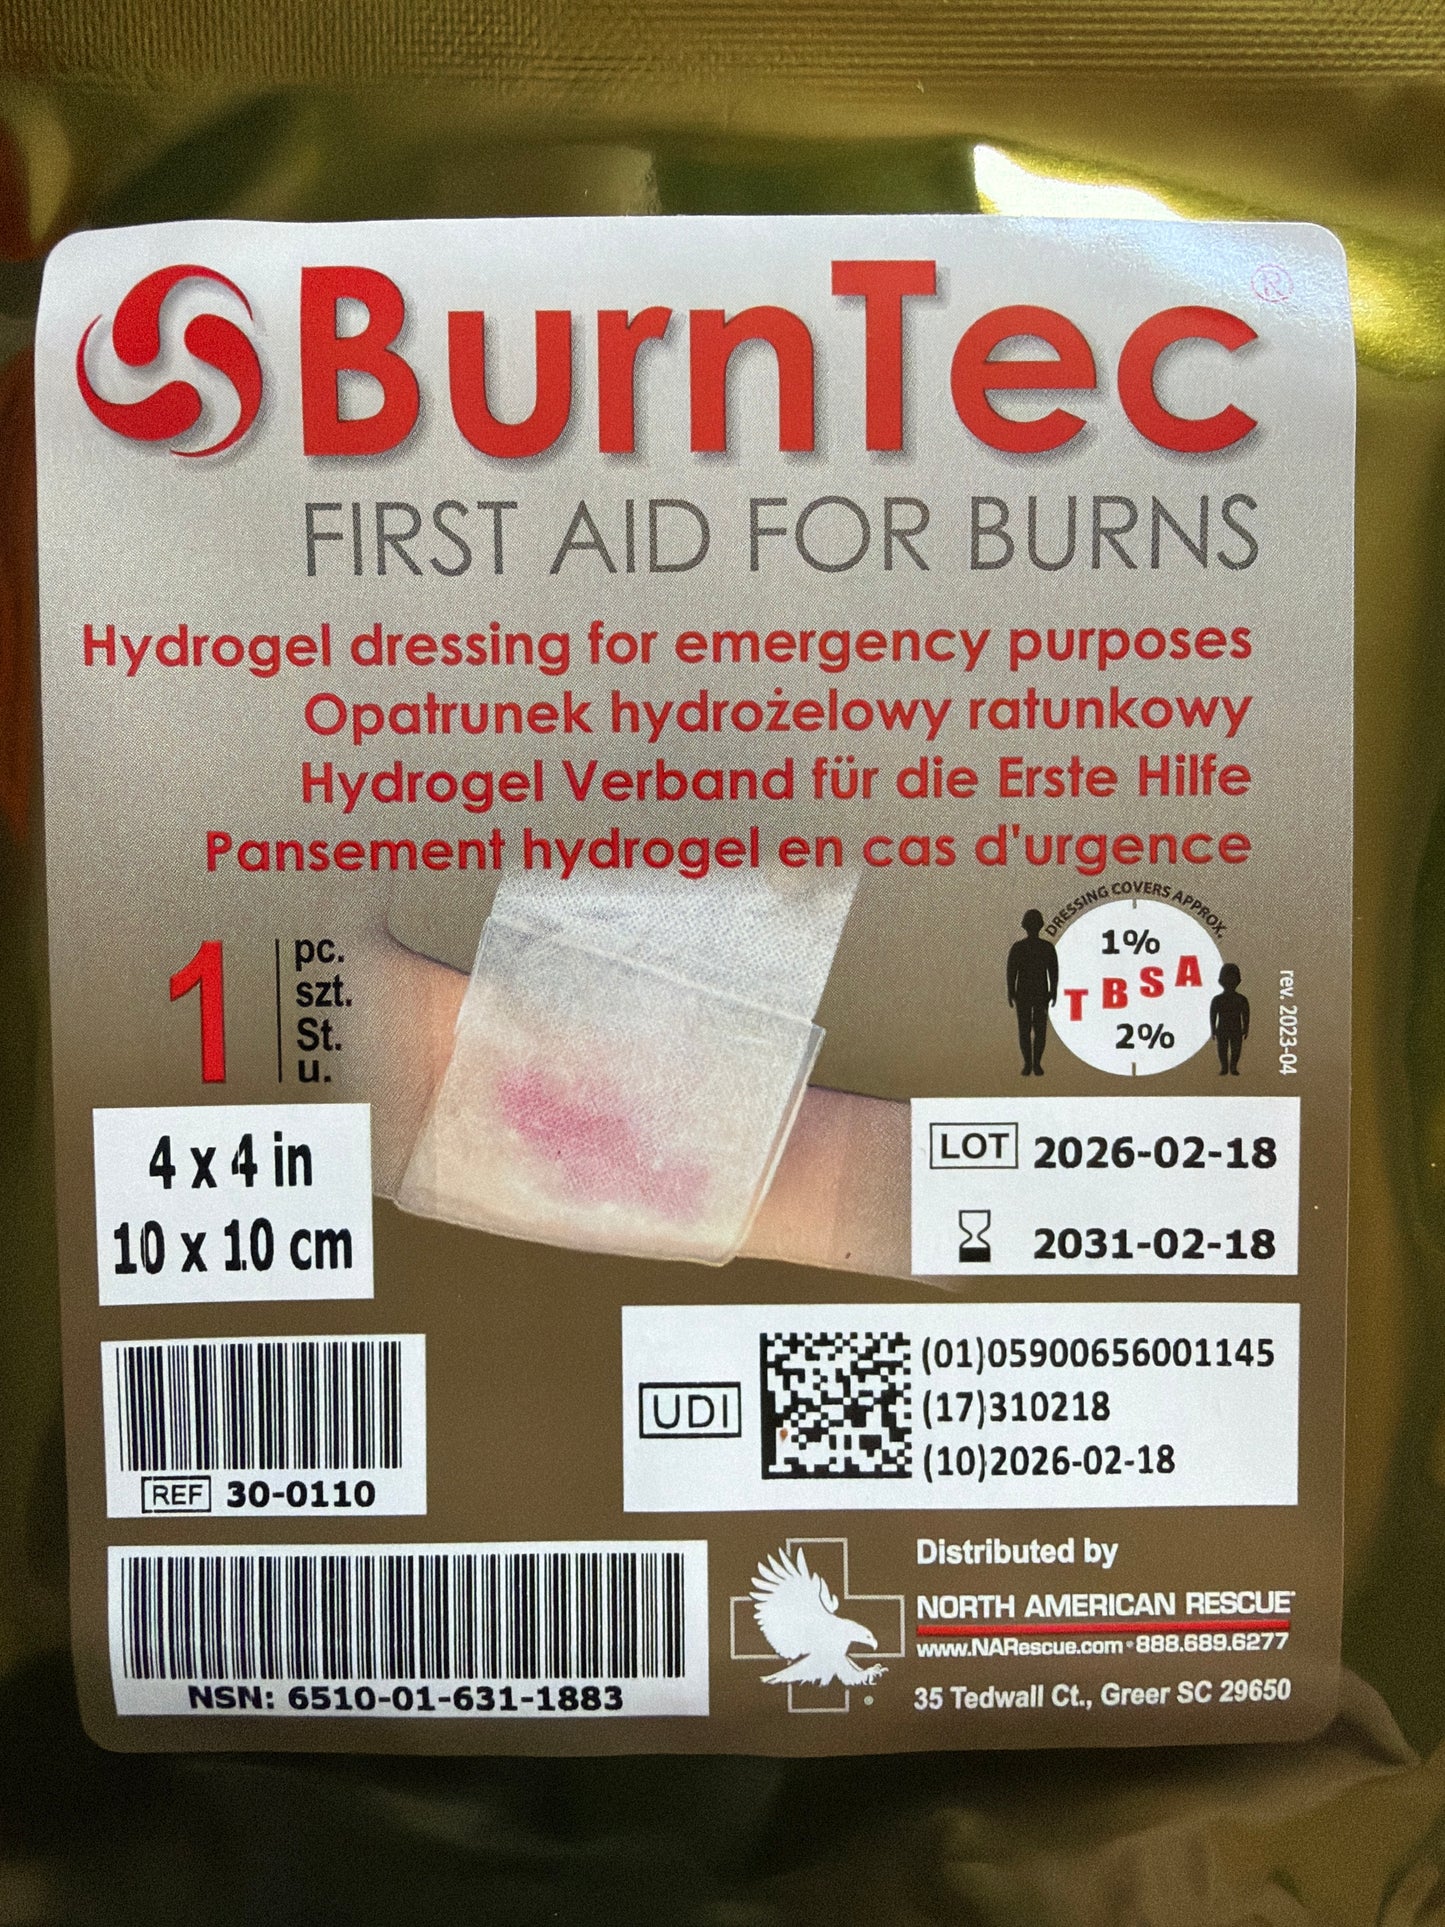 BurnTec®
FIRST AID FOR BURNS
Hydrogel dressing for emergency purposes
Opatrunek hydrożelowy ratunkowy
Hydrogel Verband für die Erste Hilfe
Pansement hydrogel en cas d'urgence
1
pc.
szt.
St.
u.
DRESSING COVERS APPROX.
1%
TBSA
2%
rev. 2023-04
4 x 4 in
10 x 10 cm
LOT 2026-02-18
2031-02-18
UDI
(01)05900656001145
(17)310218
(10)2026-02-18
REF 30-0110
NSN: 6510-01-631-1883
Distributed by
NORTH AMERICAN RESCUE
www.NARescue.com • 888.689.6277
35 Tedwall Ct., Greer SC 29650